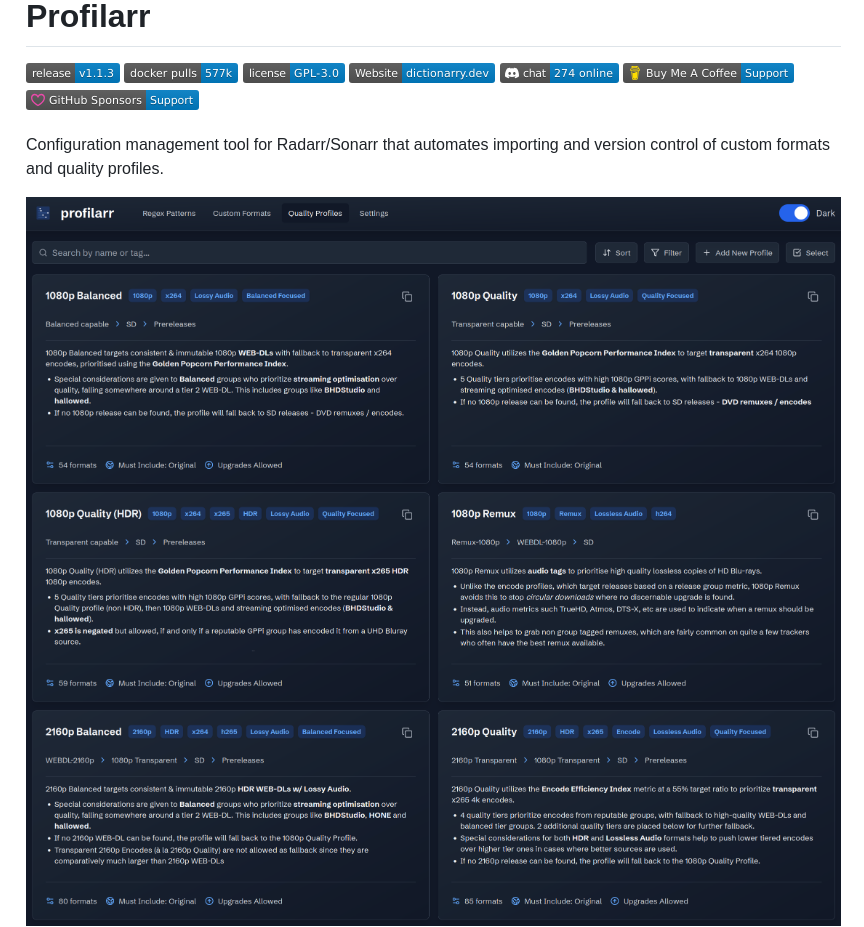 Profilarr
release v1.1.3 docker pulls 577k license GPL-3.0 Website dictionarry.dev chat 274 online Buy Me A Coffee Support
GitHub Sponsors Support
Configuration management tool for Radarr/Sonarr that automates importing and version control of custom formats
and quality profiles.
profilarr Regex Patterns Custom Formats Quality Profiles Settings Dark
Search by name or tag... Sort Filter + Add New Profile Select
1080p Balanced 1080p x264 Lossy Audio Balanced Focused
Balanced capable > SD > Prereleases
1080p Balanced targets consistent & immutable 1080p WEB-DLs with fallback to transparent x264
encodes, prioritised using the Golden Popcorn Performance Index.
• Special considerations are given to Balanced groups who prioritize streaming optimisation over
quality, falling somewhere around a tier 2 WEB-DL. This includes groups like BHDStudio and
hallowed.
• If no 1080p release can be found, the profile will fall back to SD releases - DVD remuxes / encodes.
54 formats Must Include: Original Upgrades Allowed
1080p Quality 1080p x264 Lossy Audio Quality Focused
Transparent capable > SD > Prereleases
1080p Quality utilizes the Golden Popcorn Performance Index to target transparent x264 1080p
encodes.
• 5 Quality tiers prioritise encodes with high 1080p GPPi scores, with fallback to 1080p WEB-DLs and
streaming optimised encodes (BHDStudio & hallowed).
• If no 1080p release can be found, the profile will fall back to SD releases - DVD remuxes / encodes
54 formats Must Include: Original
1080p Quality (HDR) 1080p x264 x265 HDR Lossy Audio Quality Focused
Transparent capable > SD > Prereleases
1080p Quality (HDR) utilizes the Golden Popcorn Performance Index to target transparent x265 HDR
1080p encodes.
• 5 Quality tiers prioritise encodes with high 1080p GPPi scores, with fallback to the regular 1080p
Quality profile (non HDR), then 1080p WEB-DLs and streaming optimised encodes (BHDStudio &
hallowed).
• x265 is negated but allowed, if and only if a reputable GPPI group has encoded it from a UHD Bluray
source.
59 formats Must Include: Original Upgrades Allowed
1080p Remux 1080p Remux Lossless Audio h264
Remux-1080p > WEBDL-1080p > SD
1080p Remux utilizes audio tags to prioritise high quality lossless copies of HD Blu-rays.
• Unlike the encode profiles, which target releases based on a release group metric, 1080p Remux
avoids this to stop circular downloads where no discernable upgrade is found.
• Instead, audio metrics such TrueHD, Atmos, DTS-X, etc are used to indicate when a remux should be
upgraded.
• This also helps to grab non group tagged remuxes, which are fairly common on quite a few trackers
who often have the best remux available.
51 formats Must Include: Original Upgrades Allowed
2160p Balanced 2160p HDR x264 h265 Lossy Audio Balanced Focused
WEBDL-2160p > 1080p Transparent > SD > Prereleases
2160p Balanced targets consistent & immutable 2160p HDR WEB-DLs w/ Lossy Audio.
• Special considerations are given to Balanced groups who prioritize streaming optimisation over
quality, falling somewhere around a tier 2 WEB-DL. This includes groups like BHDStudio, HONE and
hallowed.
• If no 2160p WEB-DL can be found, the profile will fall back to the 1080p Quality Profile.
• Transparent 2160p Encodes (à la 2160p Quality) are not allowed as fallback since they are
comparatively much larger than 2160p WEB-DLs
60 formats Must Include: Original Upgrades Allowed
2160p Quality 2160p HDR x265 Encode Lossless Audio Quality Focused
2160p Transparent > 1080p Transparent > SD > Prereleases
2160p Quality utilizes the Encode Efficiency Index metric at a 55% target ratio to prioritize transparent
x265 4k encodes.
• 4 quality tiers prioritize encodes from reputable groups, with fallback to high-quality WEB-DLs and
balanced tier groups. 2 additional quality tiers are placed below for further fallback.
• Special considerations for both HDR and Lossless Audio formats help to push lower tiered encodes
over higher tier ones in cases where better sources are used.
• If no 2160p release can be found, the profile will fall back to the 1080p Quality Profile.
65 formats Must Include: Original Upgrades Allowed